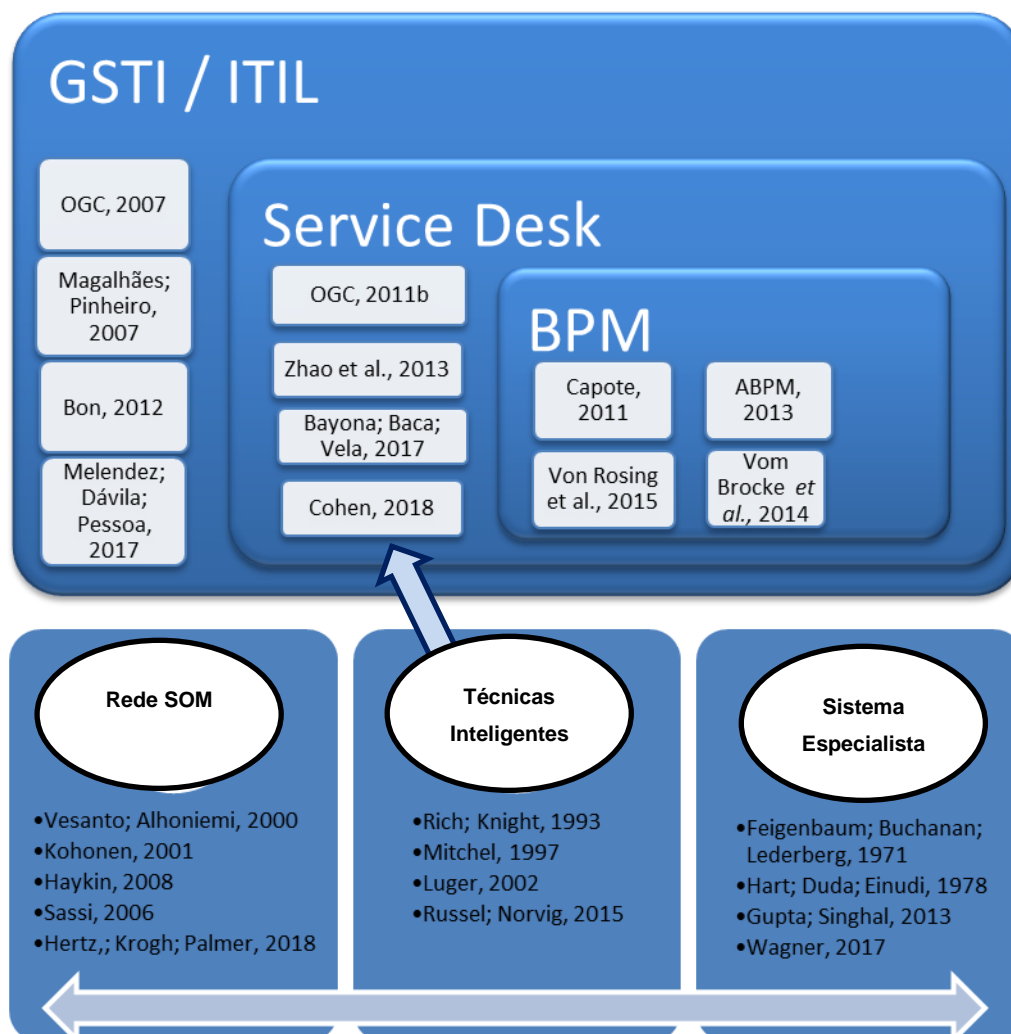 GSTI / ITIL
OGC, 2007
Magalhães;
Pinheiro,
2007
Bon, 2012
Melendez;
Dávila;
Pessoa,
2017
Service Desk
OGC, 2011b
Zhao et al., 2013
Bayona; Baca;
Vela, 2017
Cohen, 2018
BPM
Capote,
2011
ABPM,
2013
Von Rosing
et al., 2015
Vom
Brocke et
al., 2014
Rede SOM
•Vesanto; Alhoniemi, 2000
•Kohonen, 2001
•Haykin, 2008
•Sassi, 2006
•Hertz,; Krogh; Palmer, 2018
Técnicas
Inteligentes
•Rich; Knight, 1993
•Mitchel, 1997
•Luger, 2002
•Russel; Norvig, 2015
Sistema
Especialista
•Feigenbaum; Buchanan;
Lederberg, 1971
•Hart; Duda; Einudi, 1978
•Gupta; Singhal, 2013
•Wagner, 2017